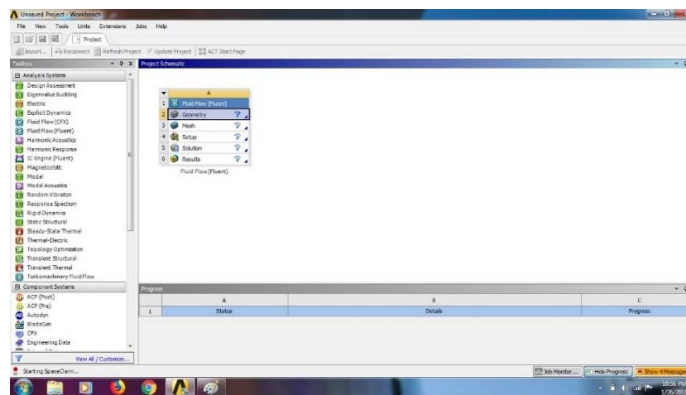 Unsaved Project - Workbench
File View Tools Units Extensions Jobs Help
Project
Import... Reconnect Refresh Project Update Project ACT Start Page
Toolbox
Project Schematic
Analysis Systems
Design Assessment
Eigenvalue Buckling
Electric
Explicit Dynamics
Fluid Flow (CFX)
Fluid Flow (Fluent)
Harmonic Acoustics
Harmonic Response
IC Engine (Fluent)
Magnetostatic
Modal
Modal Acoustics
Random Vibration
Response Spectrum
Rigid Dynamics
Static Structural
Steady-State Thermal
Thermal-Electric
Topology Optimization
Transient Structural
Transient Thermal
Turbomachinery Fluid Flow
Component Systems
ACP (Post)
ACP (Pre)
Autodyn
BladeGen
CFX
Engineering Data
View All / Customize...
A
1 Fluid Flow (Fluent)
2 Geometry ?
3 Mesh ?
4 Setup ?
5 Solution ?
6 Results ?
Fluid Flow (Fluent)
Progress
A B C
1 Status Details Progress
Starting SpaceClaim...
Job Monitor... Hide Progress Show 4 Messages